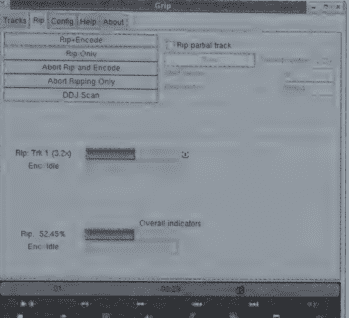 Grip
Tracks Rip Config Help About
Rip+Encode
Rip Only
Abort Rip and Encode
Abort Ripping Only
DDJ Scan
Rip partial track
Rip: Trk 1 (3.2x)
Enc: Idle
Overall indicators
Rip: 52.45%
Enc: Idle
01